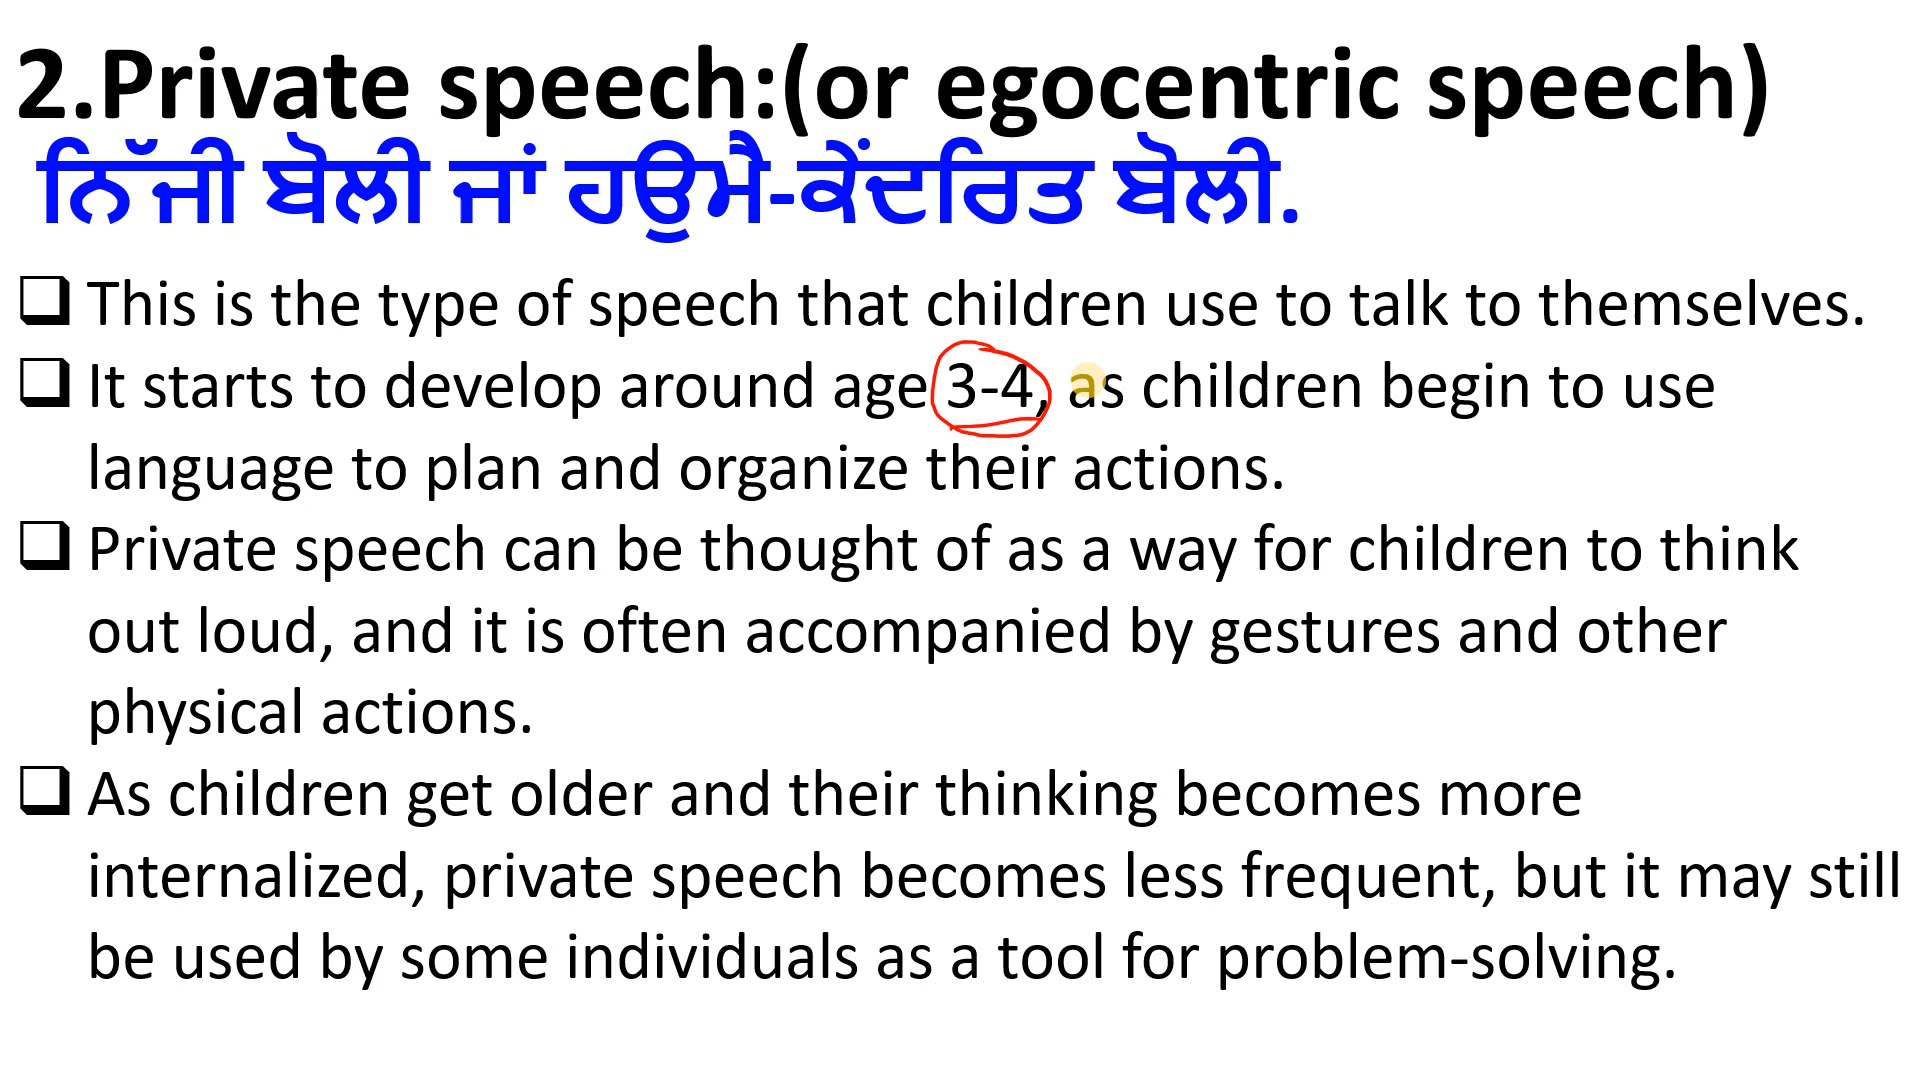 2.Private speech:(or egocentric speech)
ਨਿੱਜੀ ਬੋਲੀ ਜਾਂ ਹਉਮੈ-ਕੇਂਦਰਿਤ ਬੋਲੀ.
❑ This is the type of speech that children use to talk to themselves.
❑ It starts to develop around age 3-4, as children begin to use
language to plan and organize their actions.
❑ Private speech can be thought of as a way for children to think
out loud, and it is often accompanied by gestures and other
physical actions.
❑ As children get older and their thinking becomes more
internalized, private speech becomes less frequent, but it may still
be used by some individuals as a tool for problem-solving.